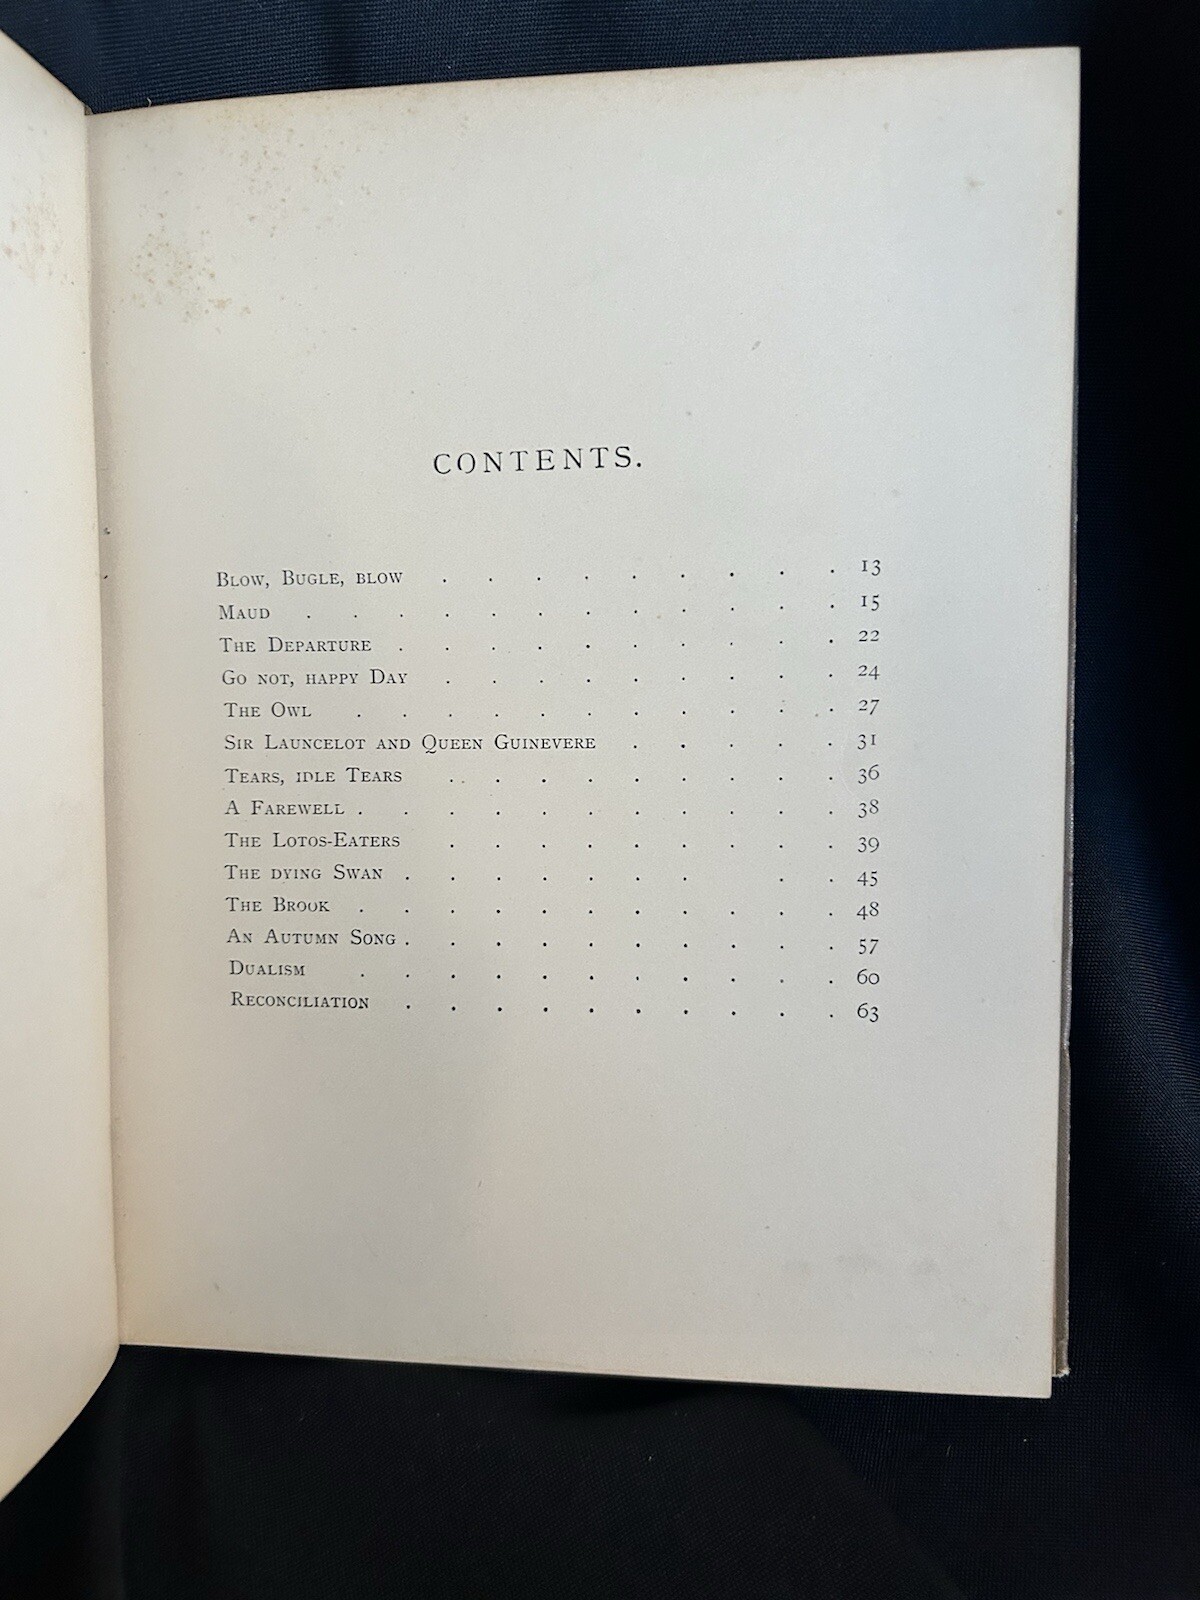 CONTENTS.
Blow, Bugle, blow . . . . . . . . . 13
Maud . . . . . . . . . . . . 15
The Departure . . . . . . . . . . 22
Go not, happy Day . . . . . . . . . 24
The Owl . . . . . . . . . . . 27
Sir Launcelot and Queen Guinevere . . . . . 31
Tears, idle Tears . . . . . . . . . 36
A Farewell . . . . . . . . . . . 38
The Lotos-Eaters . . . . . . . . . 39
The dying Swan . . . . . . . . . 45
The Brook . . . . . . . . . . . 48
An Autumn Song . . . . . . . . . . 57
Dualism . . . . . . . . . . . 60
Reconciliation . . . . . . . . . . 63